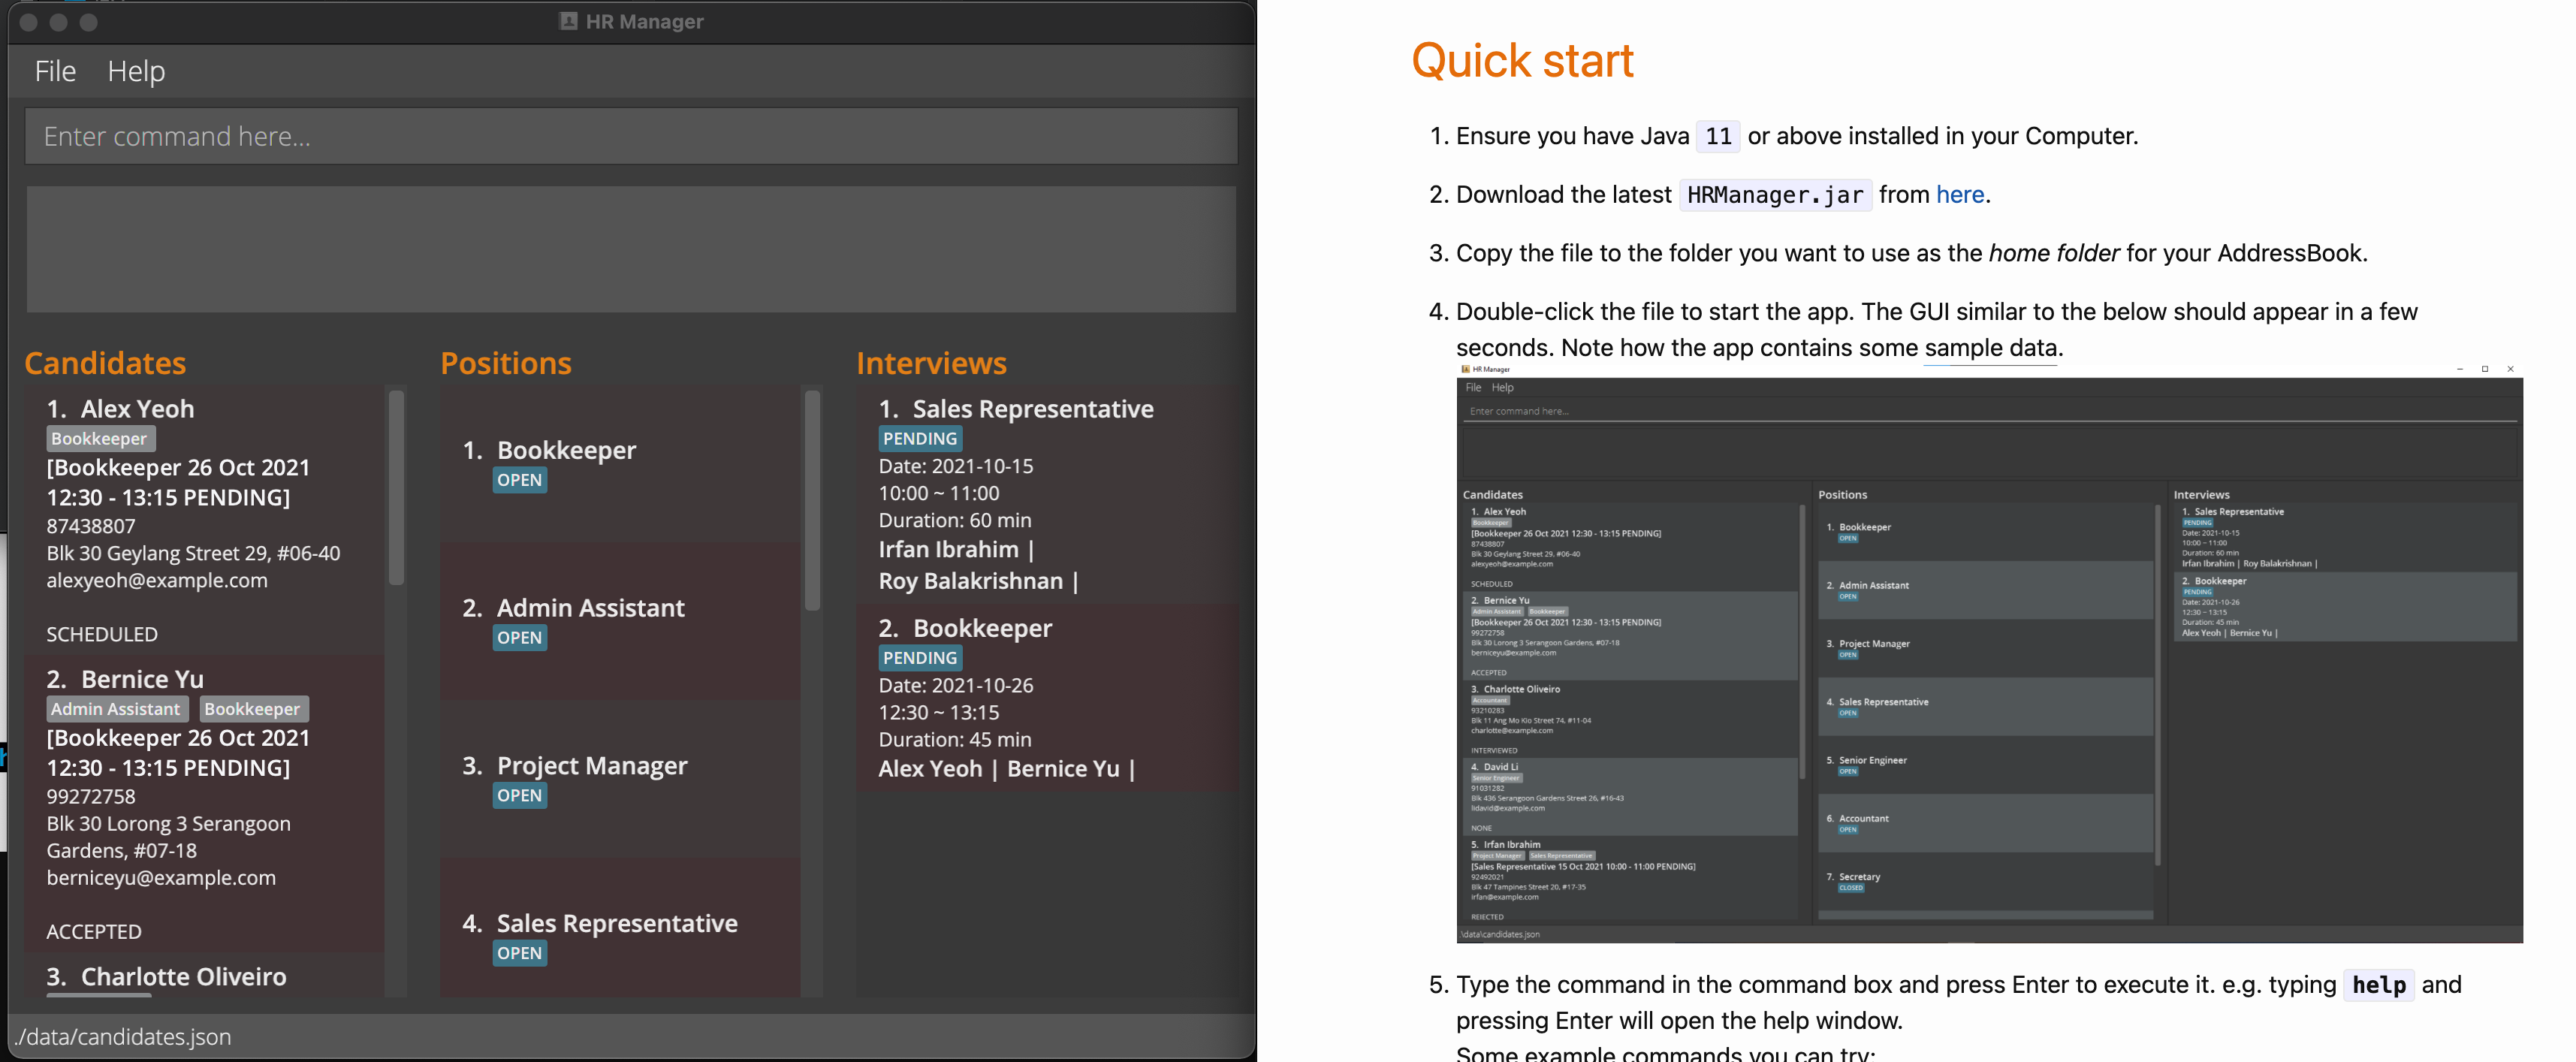 HR Manager
File Help
Enter command here...
Candidates
1. Alex Yeoh
Bookkeeper
[Bookkeeper 26 Oct 2021
12:30 - 13:15 PENDING]
87438807
Blk 30 Geylang Street 29, #06-40
alexyeoh@example.com
SCHEDULED
2. Bernice Yu
Admin Assistant Bookkeeper
[Bookkeeper 26 Oct 2021
12:30 - 13:15 PENDING]
99272758
Blk 30 Lorong 3 Serangoon
Gardens, #07-18
berniceyu@example.com
ACCEPTED
3. Charlotte Oliveiro
Positions
1. Bookkeeper
OPEN
2. Admin Assistant
OPEN
3. Project Manager
OPEN
4. Sales Representative
OPEN
Interviews
1. Sales Representative
PENDING
Date: 2021-10-15
10:00 ~ 11:00
Duration: 60 min
Irfan Ibrahim |
Roy Balakrishnan |
2. Bookkeeper
PENDING
Date: 2021-10-26
12:30 ~ 13:15
Duration: 45 min
Alex Yeoh | Bernice Yu |
./data/candidates.json
Quick start
1. Ensure you have Java 11 or above installed in your Computer.
2. Download the latest HRManager.jar from here.
3. Copy the file to the folder you want to use as the home folder for your AddressBook.
4. Double-click the file to start the app. The GUI similar to the below should appear in a few
seconds. Note how the app contains some sample data.
HR Manager
File Help
Enter command here...
Candidates
1. Alex Yeoh
Bookkeeper
[Bookkeeper 26 Oct 2021 12:30 - 13:15 PENDING]
87438807
Blk 30 Geylang Street 29, #06-40
alexyeoh@example.com
SCHEDULED
2. Bernice Yu
Admin Assistant Bookkeeper
[Bookkeeper 26 Oct 2021 12:30 - 13:15 PENDING]
99272758
Blk 30 Lorong 3 Serangoon Gardens, #07-18
berniceyu@example.com
ACCEPTED
3. Charlotte Oliveiro
Accountant
93210283
Blk 11 Ang Mo Kio Street 74, #11-04
charlotte@example.com
INTERVIEWED
4. David Li
Senior Engineer
91031282
Blk 436 Serangoon Gardens Street 26, #16-43
lidavid@example.com
NONE
5. Irfan Ibrahim
Project Manager Sales Representative
[Sales Representative 15 Oct 2021 10:00 - 11:00 PENDING]
92492021
Blk 47 Tampines Street 20, #17-35
irfan@example.com
REJECTED
Positions
1. Bookkeeper
OPEN
2. Admin Assistant
OPEN
3. Project Manager
OPEN
4. Sales Representative
OPEN
5. Senior Engineer
OPEN
6. Accountant
OPEN
7. Secretary
CLOSED
Interviews
1. Sales Representative
PENDING
Date: 2021-10-15
10:00 ~ 11:00
Duration: 60 min
Irfan Ibrahim | Roy Balakrishnan |
2. Bookkeeper
PENDING
Date: 2021-10-26
12:30 ~ 13:15
Duration: 45 min
Alex Yeoh | Bernice Yu |
.\data\candidates.json
5. Type the command in the command box and press Enter to execute it. e.g. typing help and
pressing Enter will open the help window.
Some example commands you can try: